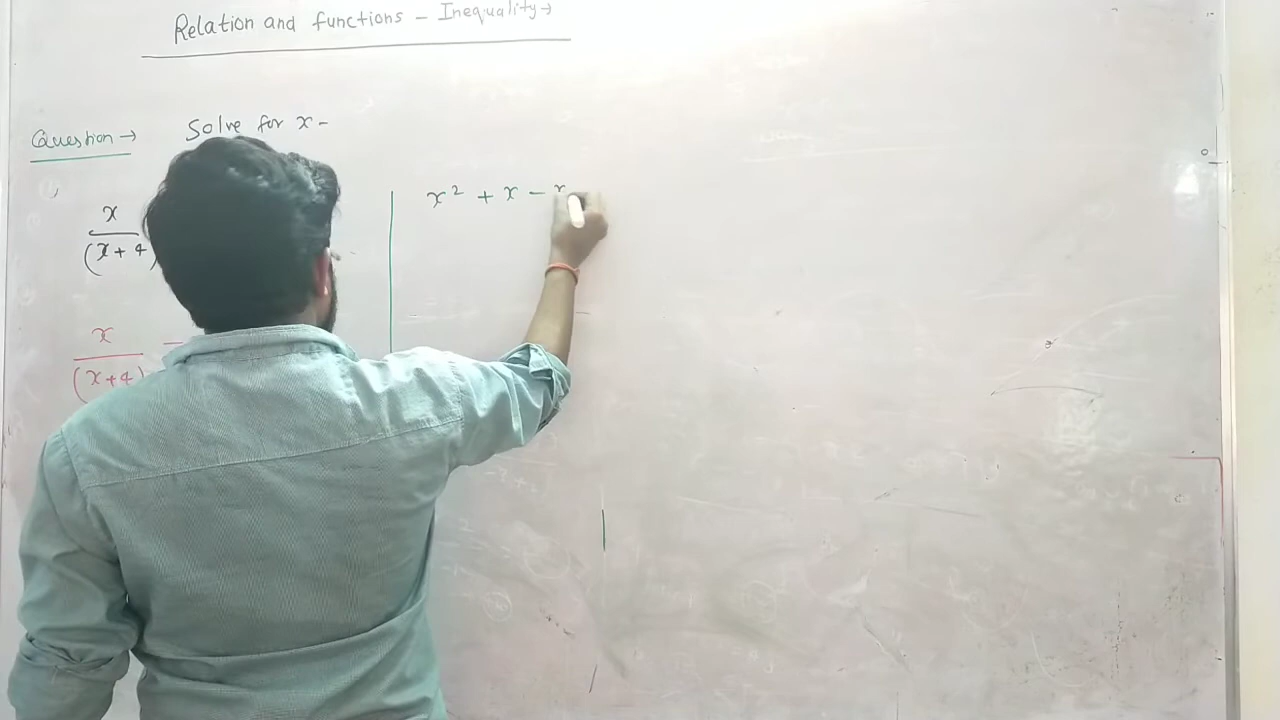 Relation and functions - Inequality →
Question → Solve for x -
x/(x+4)
x/(x+4) -
x² + x - x